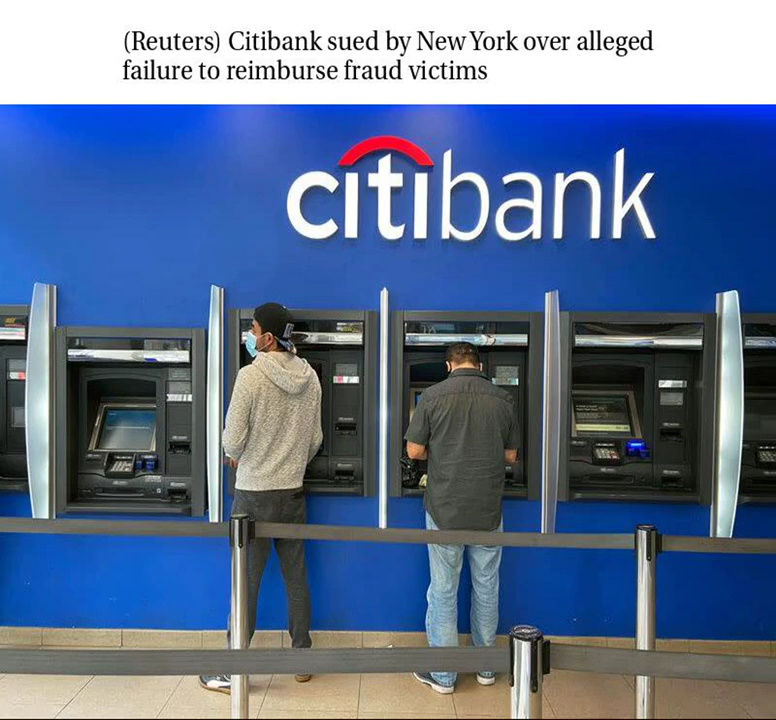 (Reuters) Citibank sued by New York over alleged
failure to reimburse fraud victims
citibank